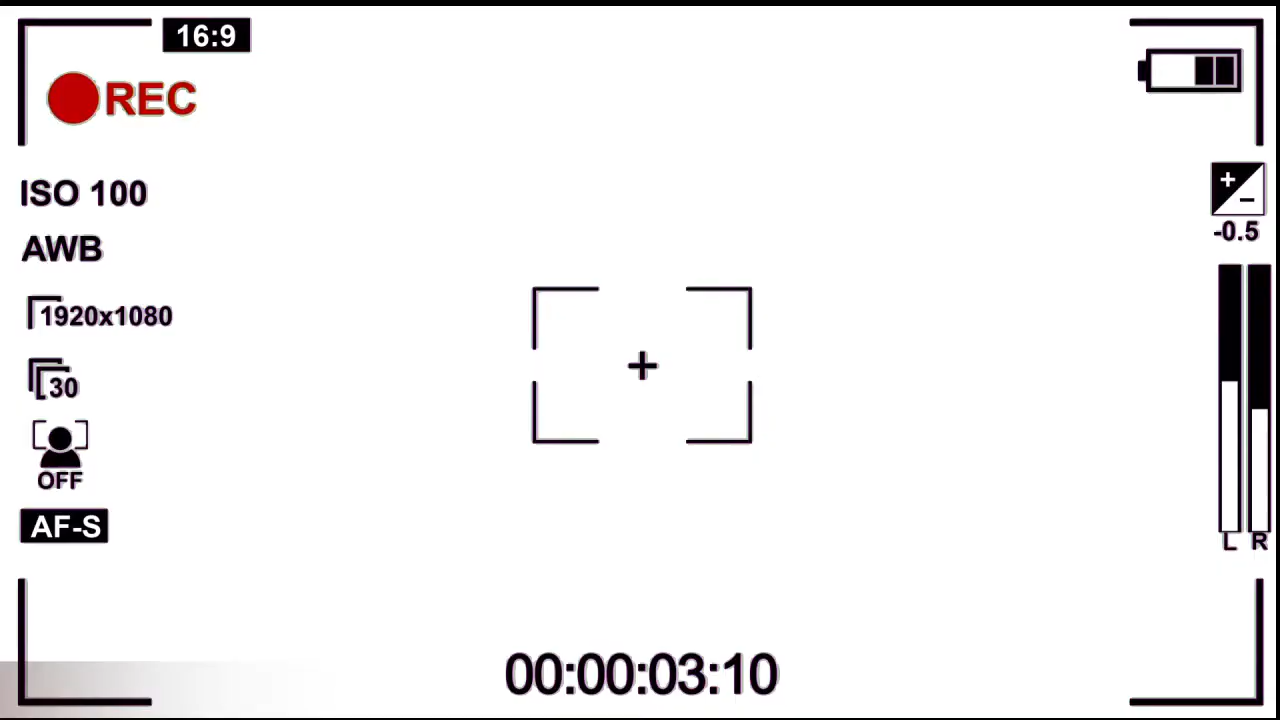 16:9
REC
ISO 100
AWB
-0.5
1920x1080
30
OFF
AF-S
L R
00:00:03:10